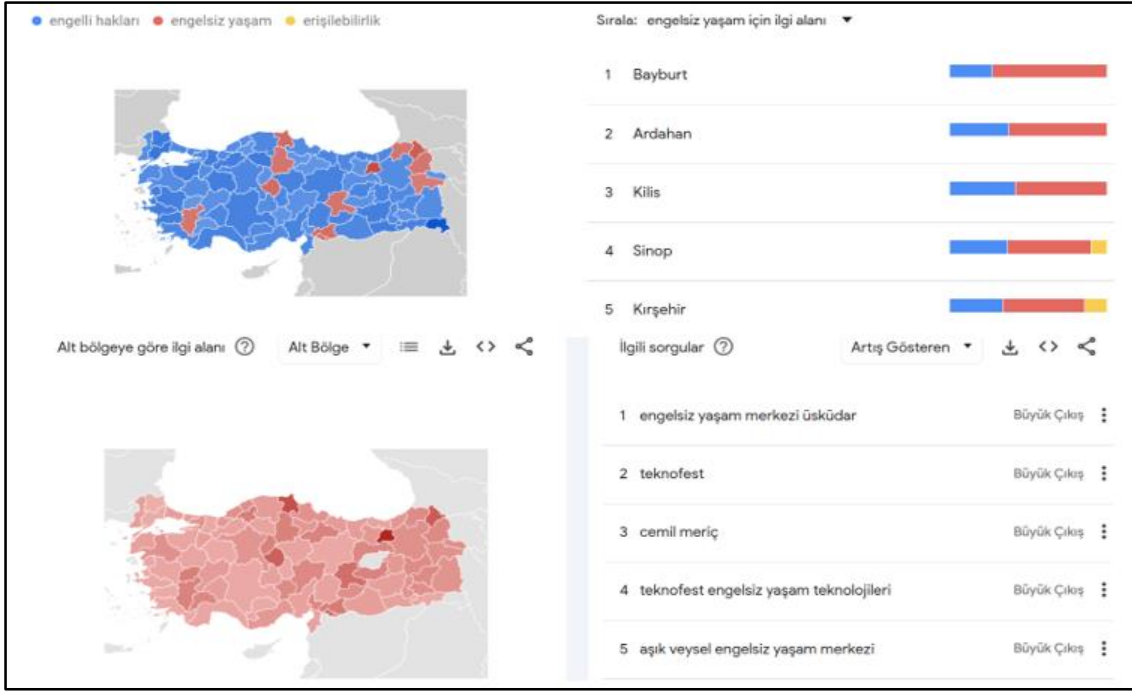 engelli hakları engelsiz yaşam erişilebilirlik
Sırala: engelsiz yaşam için ilgi alanı
1 Bayburt
2 Ardahan
3 Kilis
4 Sinop
5 Kırşehir
Alt bölgeye göre ilgi alanı ? Alt Bölge
İlgili sorgular ? Artış Gösteren
1 engelsiz yaşam merkezi üsküdar Büyük Çıkış
2 teknofest Büyük Çıkış
3 cemil meriç Büyük Çıkış
4 teknofest engelsiz yaşam teknolojileri Büyük Çıkış
5 aşık veysel engelsiz yaşam merkezi Büyük Çıkış